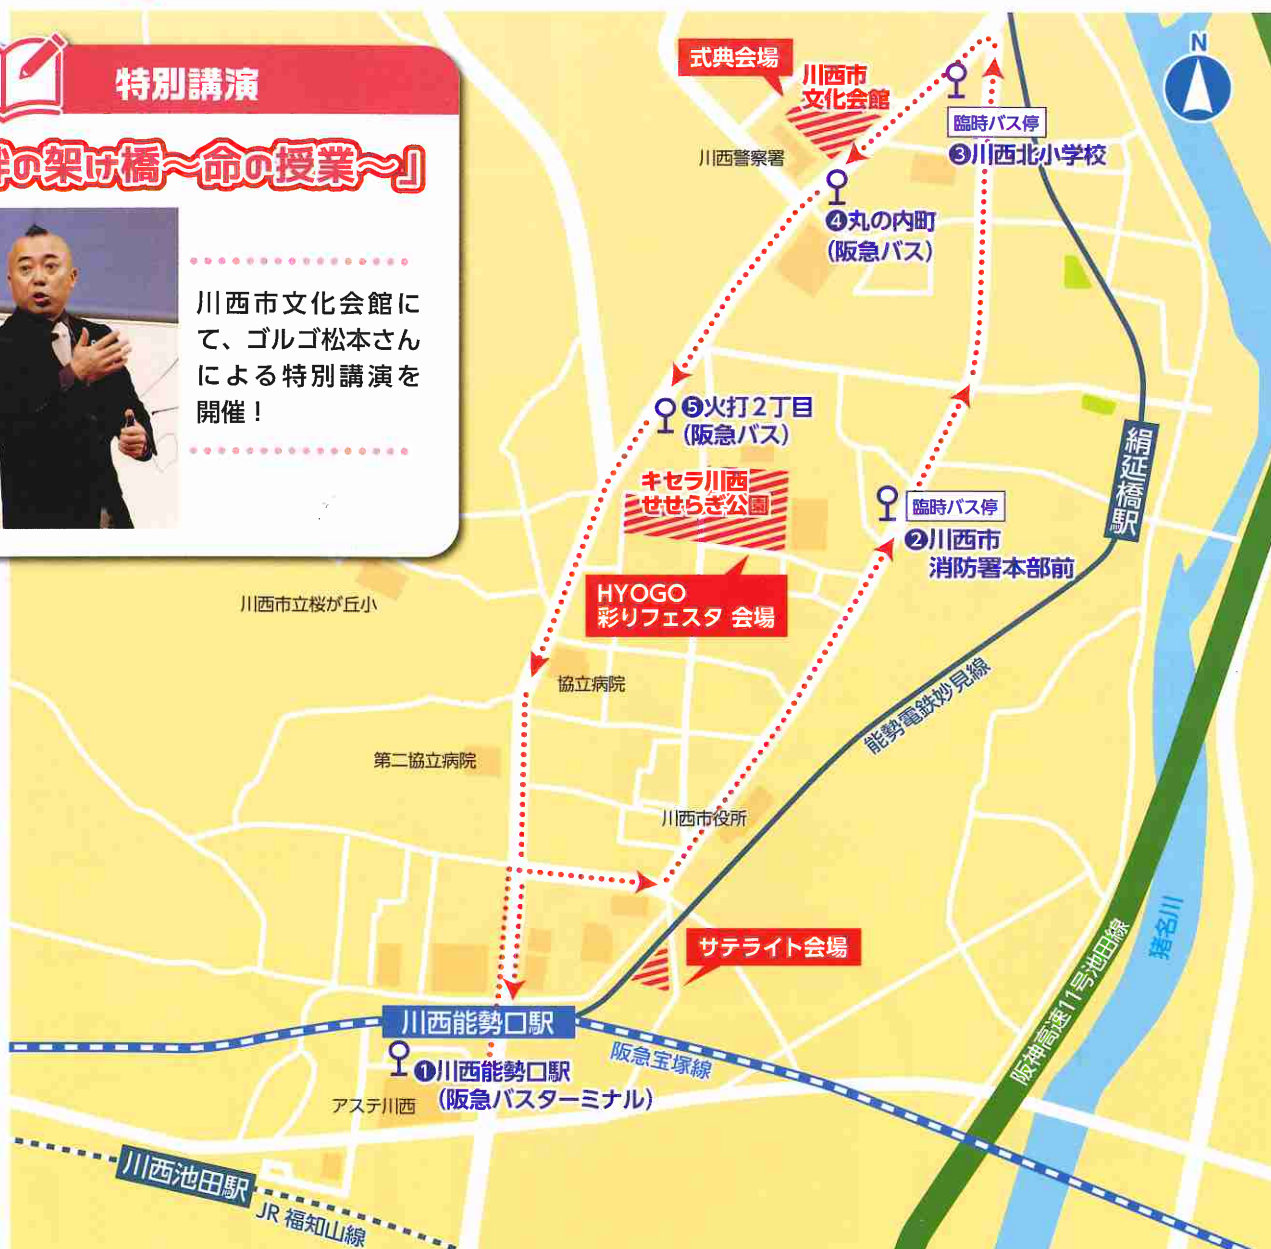 特別講演
の架け橋～命の授業～』
川西市文化会館に
て、ゴルゴ松本さん
による特別講演を
開催！
式典会場
川西市
文化会館
川西警察署
N
臨時バス停
❸川西北小学校
❹丸の内町
(阪急バス)
❺火打２丁目
(阪急バス)
キセラ川西
せせらぎ公園
絹延橋駅
臨時バス停
❷川西市
消防署本部前
HYOGO
彩りフェスタ 会場
川西市立桜が丘小
協立病院
能勢電鉄妙見線
第二協立病院
川西市役所
サテライト会場
猪名川
阪神高速11号池田線
川西能勢口駅
阪急宝塚線
❶川西能勢口駅
(阪急バスターミナル)
アステ川西
川西池田駅
JR 福知山線